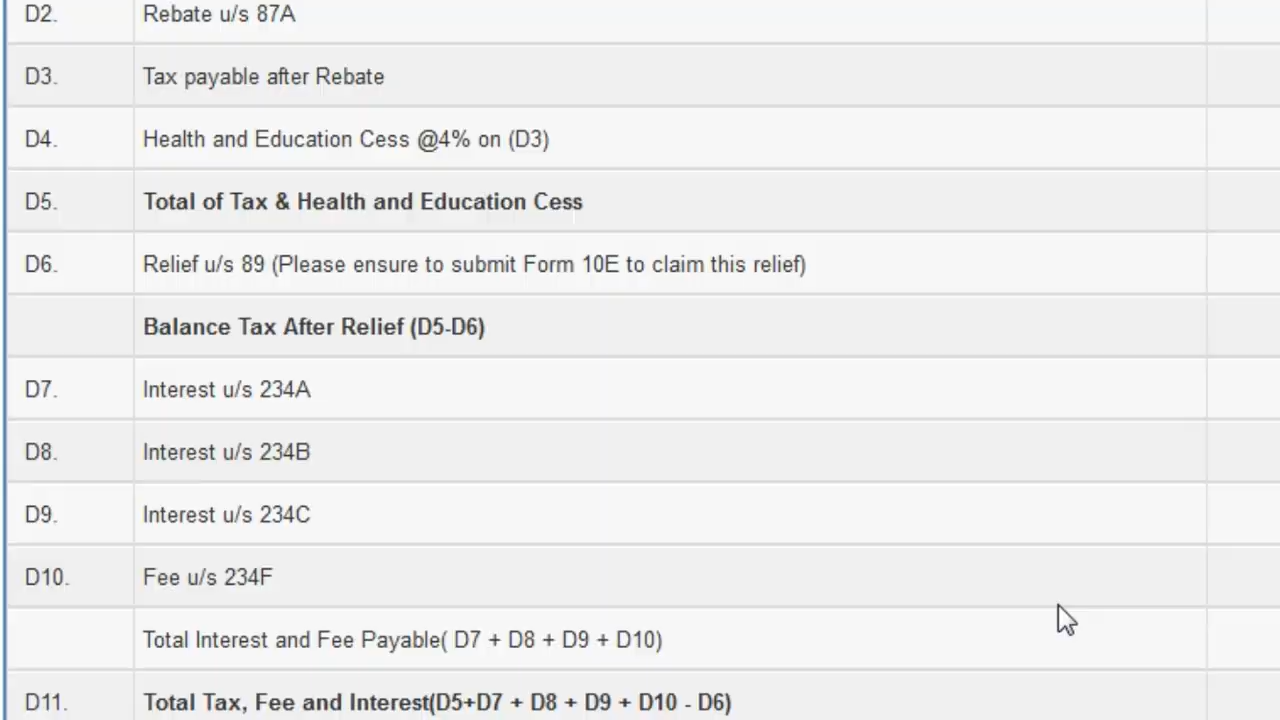 D2. Rebate u/s 87A
D3. Tax payable after Rebate
D4. Health and Education Cess @4% on (D3)
D5. Total of Tax & Health and Education Cess
D6. Relief u/s 89 (Please ensure to submit Form 10E to claim this relief)
Balance Tax After Relief (D5-D6)
D7. Interest u/s 234A
D8. Interest u/s 234B
D9. Interest u/s 234C
D10. Fee u/s 234F
Total Interest and Fee Payable( D7 + D8 + D9 + D10)
D11. Total Tax, Fee and Interest(D5+D7 + D8 + D9 + D10 - D6)